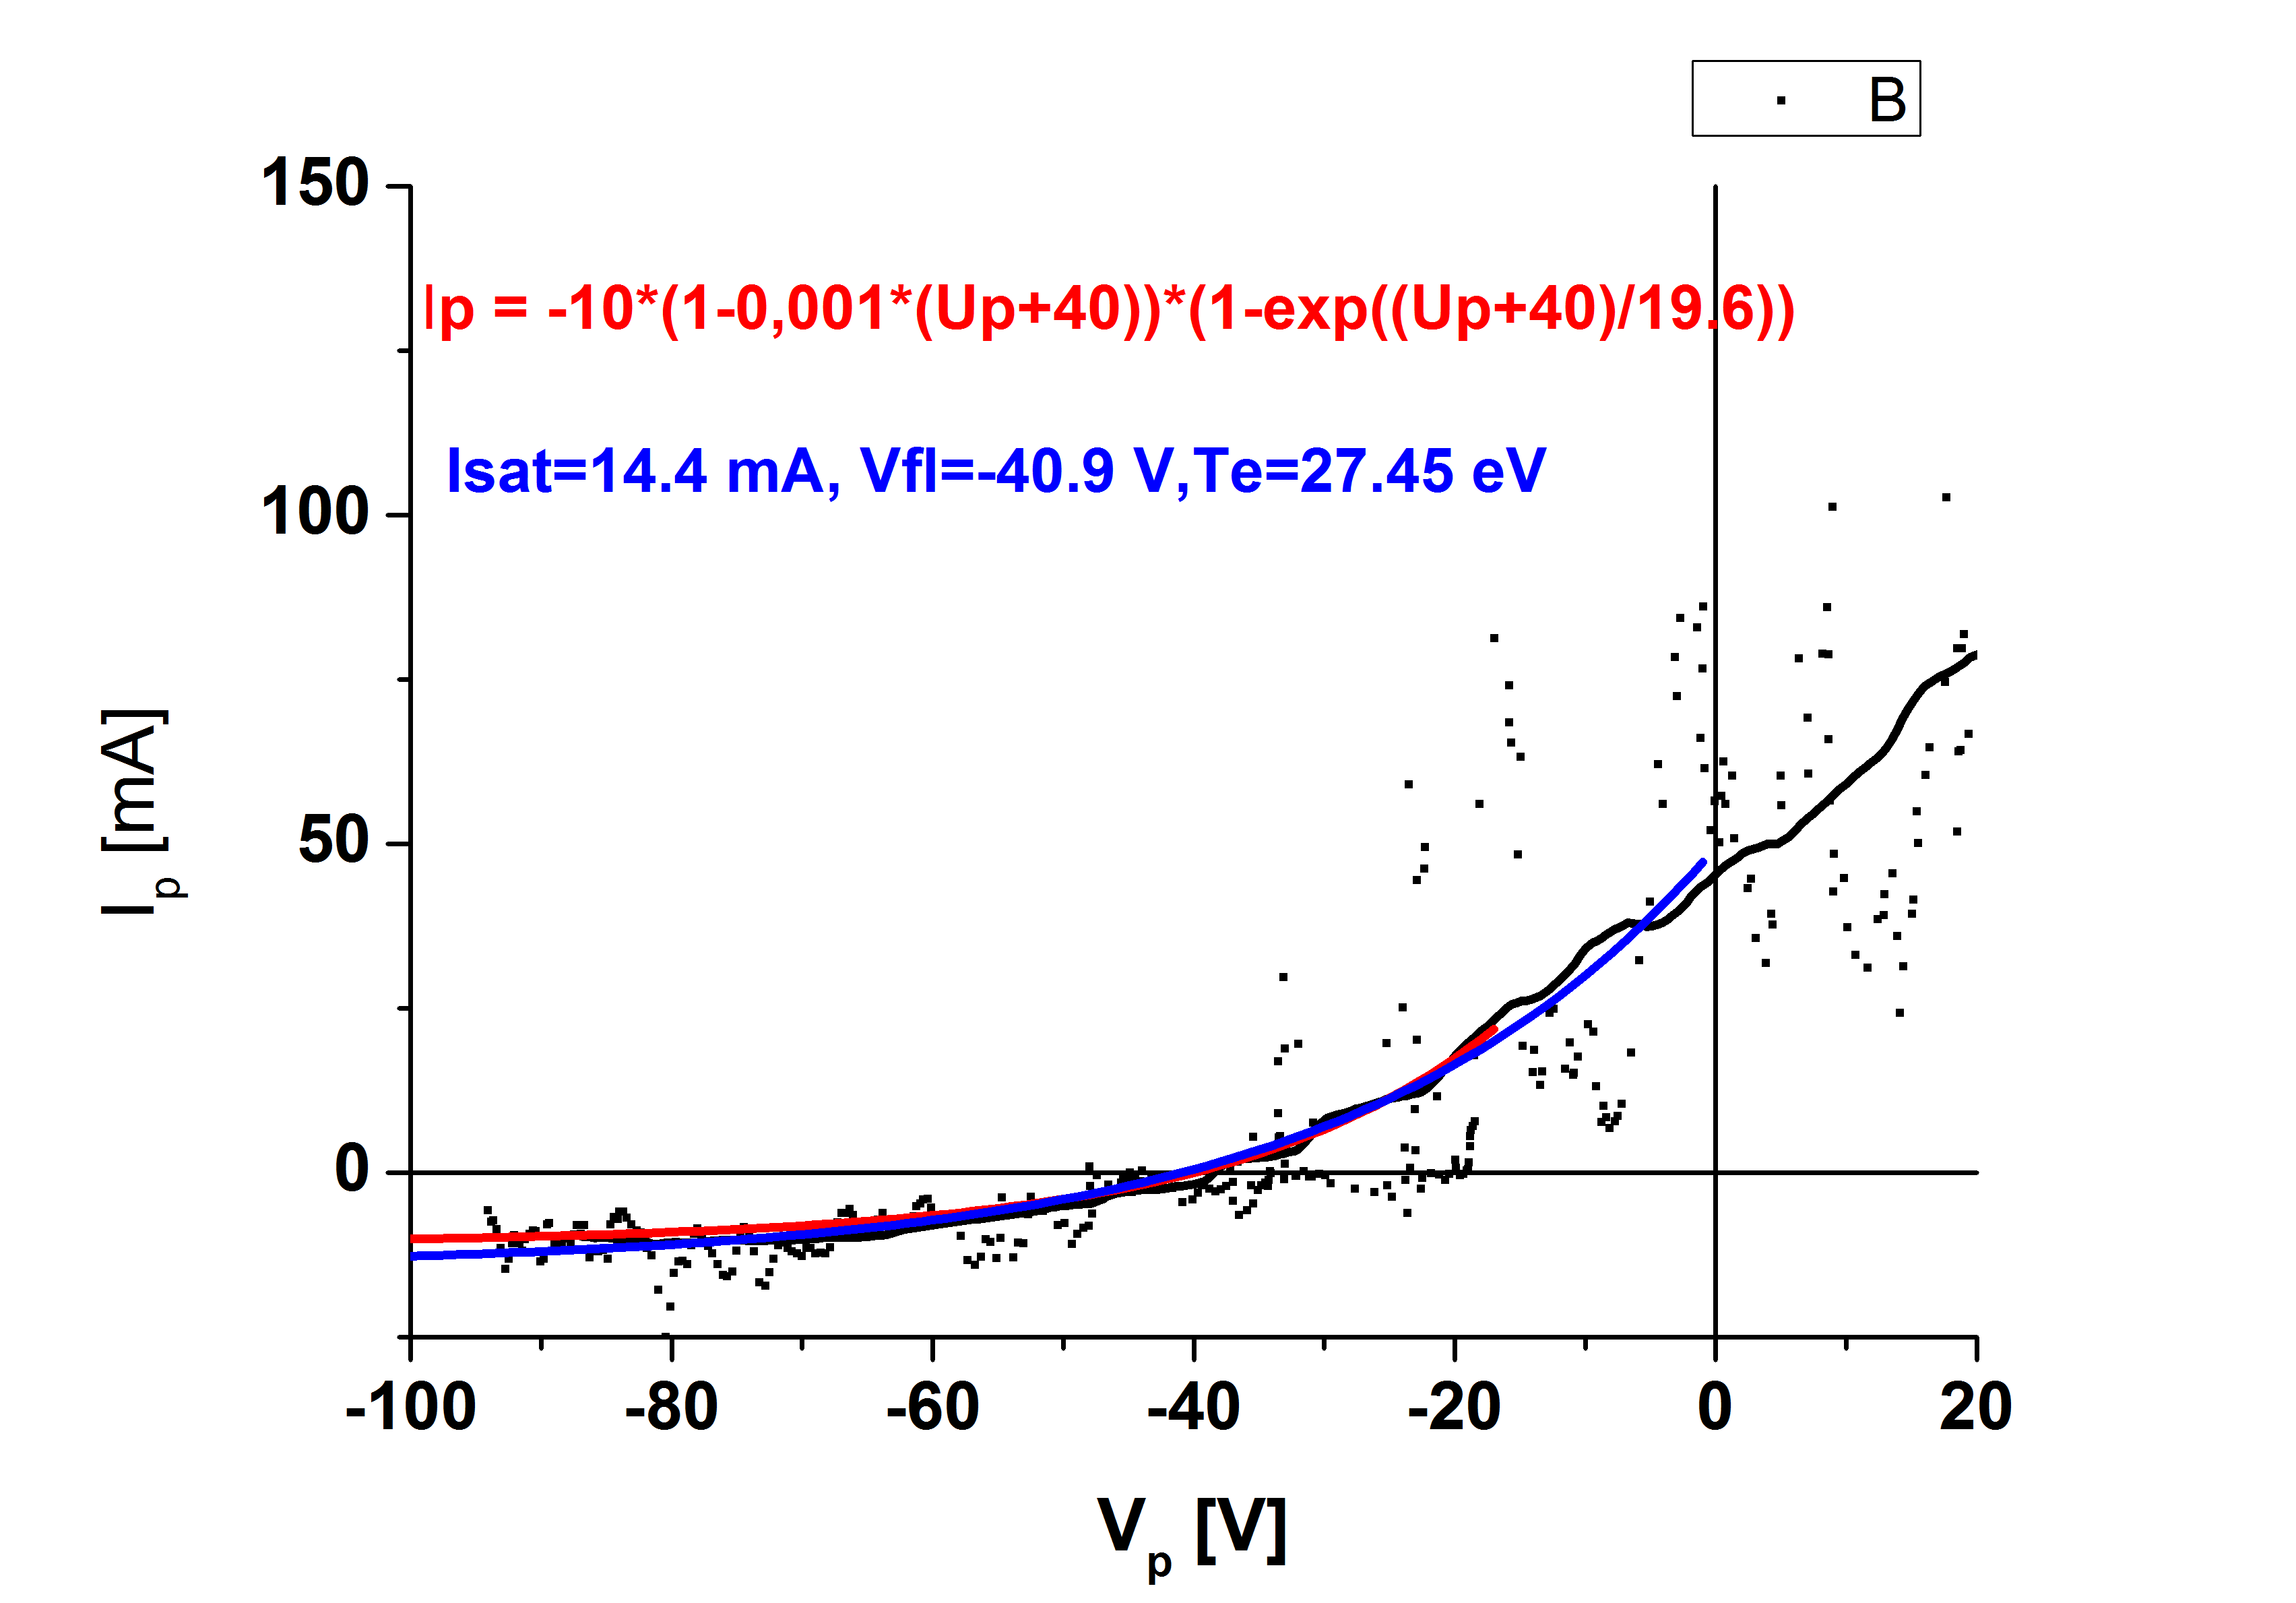 B
150
Ip = -10*(1-0,001*(Up+40))*(1-exp((Up+40)/19.6))
Isat=14.4 mA, Vfl=-40.9 V,Te=27.45 eV
100
Ip [mA]
50
0
-100 -80 -60 -40 -20 0 20
Vp [V]